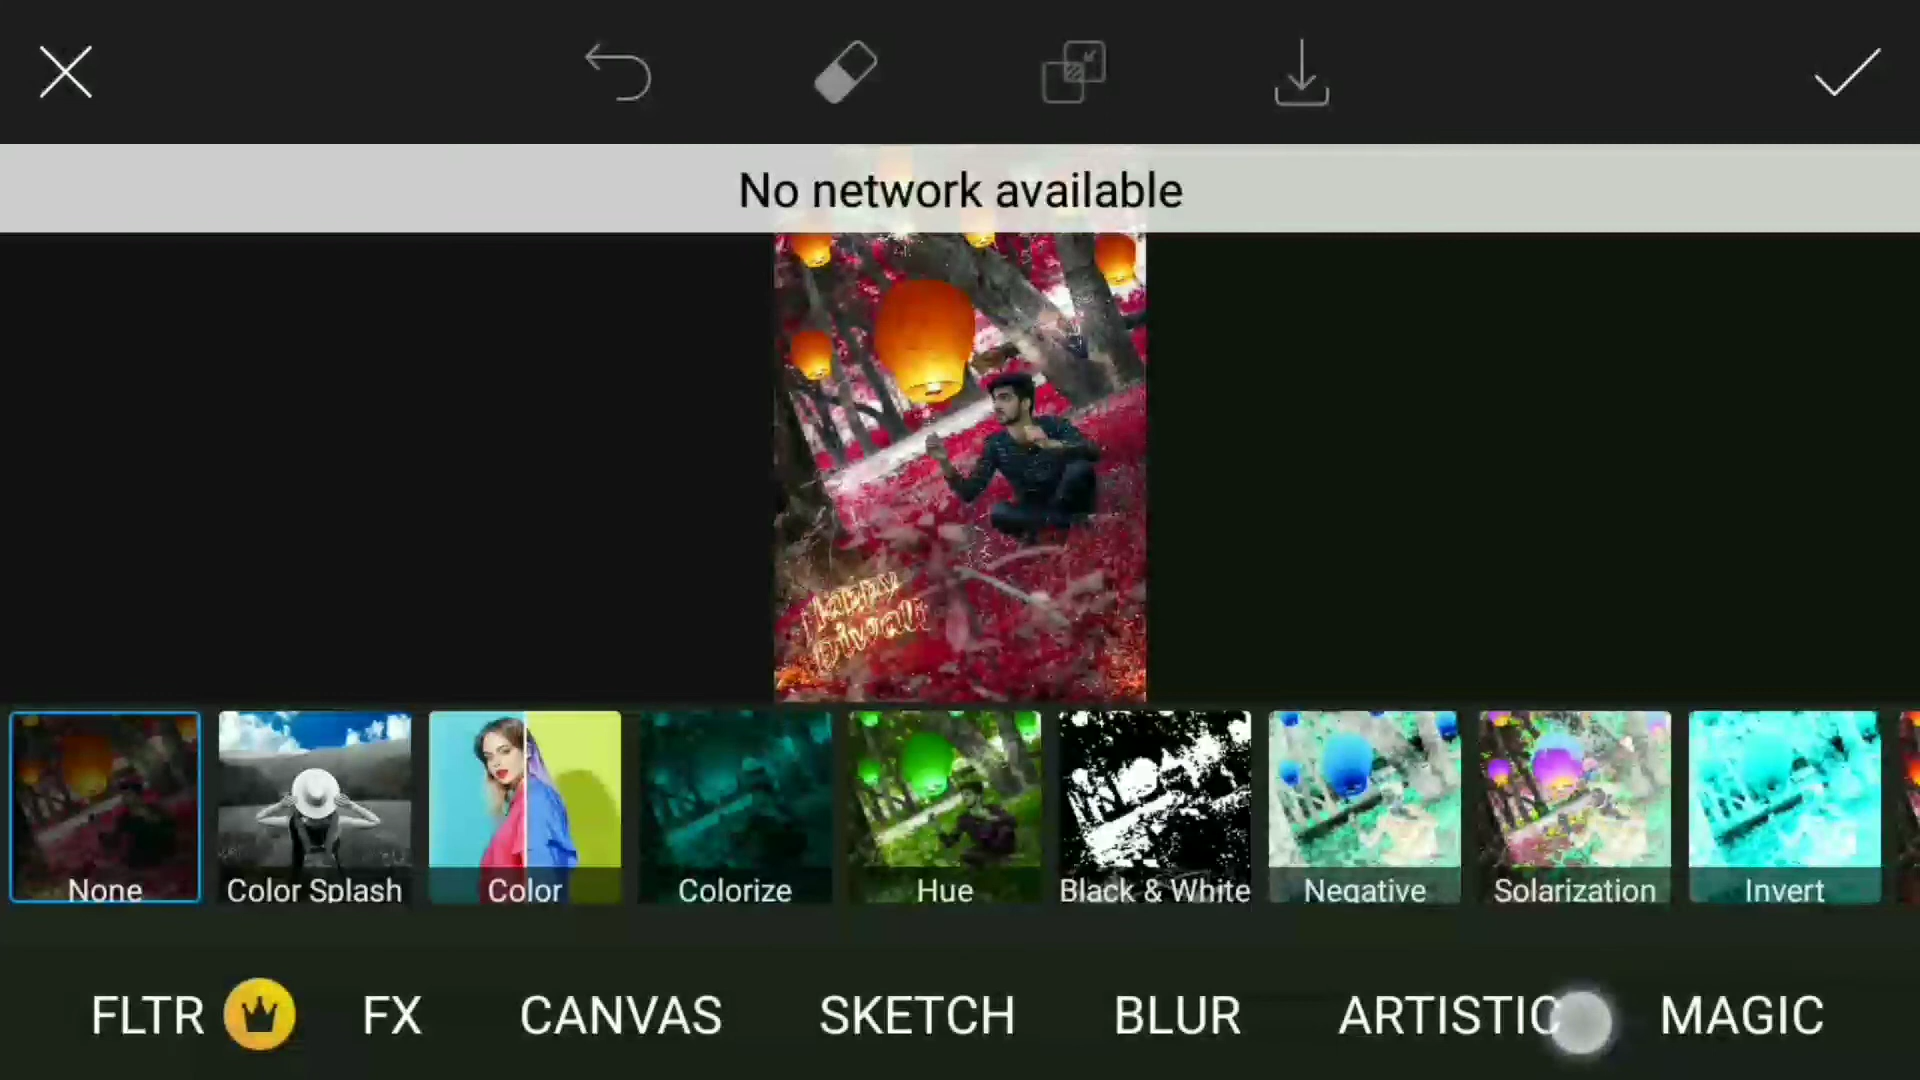 No network available
Happy
Diwali
None
Color Splash
Color
Colorize
Hue
Black & White
Negative
Solarization
Invert
FLTR
FX
CANVAS
SKETCH
BLUR
ARTISTIC
MAGIC